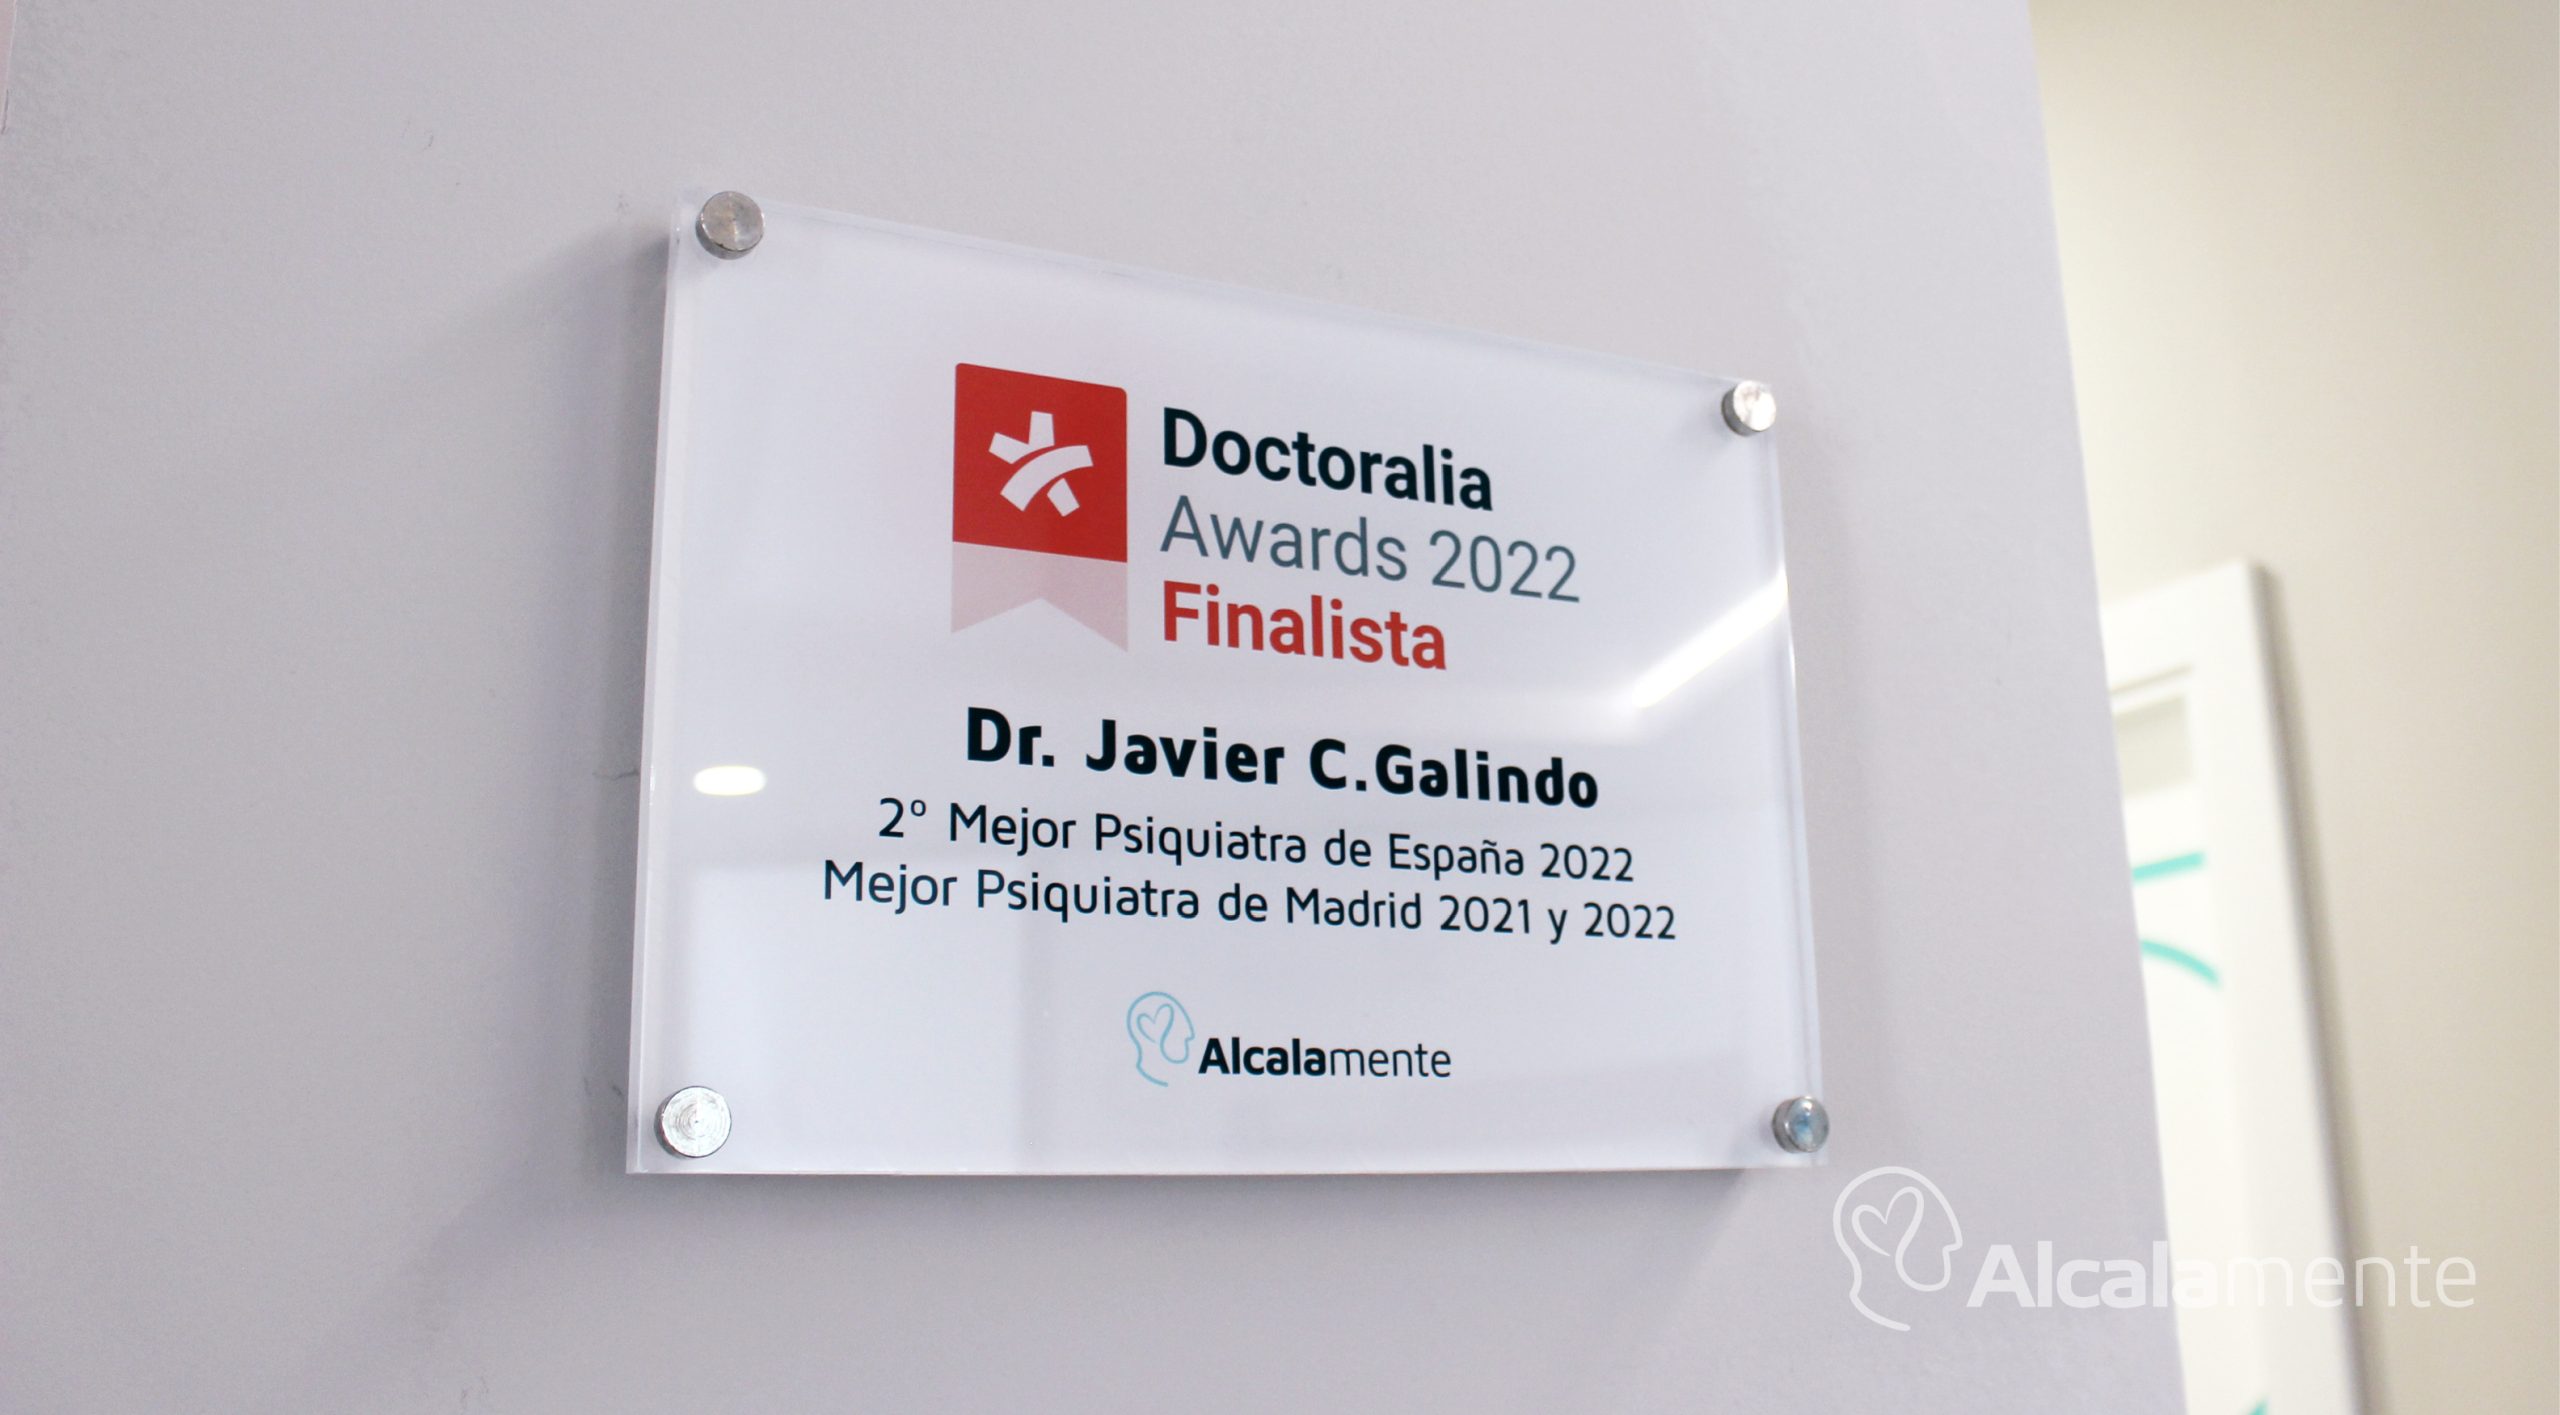 Doctoralia
Awards 2022
Finalista
Dr. Javier C.Galindo
2º Mejor Psiquiatra de España 2022
Mejor Psiquiatra de Madrid 2021 y 2022
Alcalamente
Alcalamente